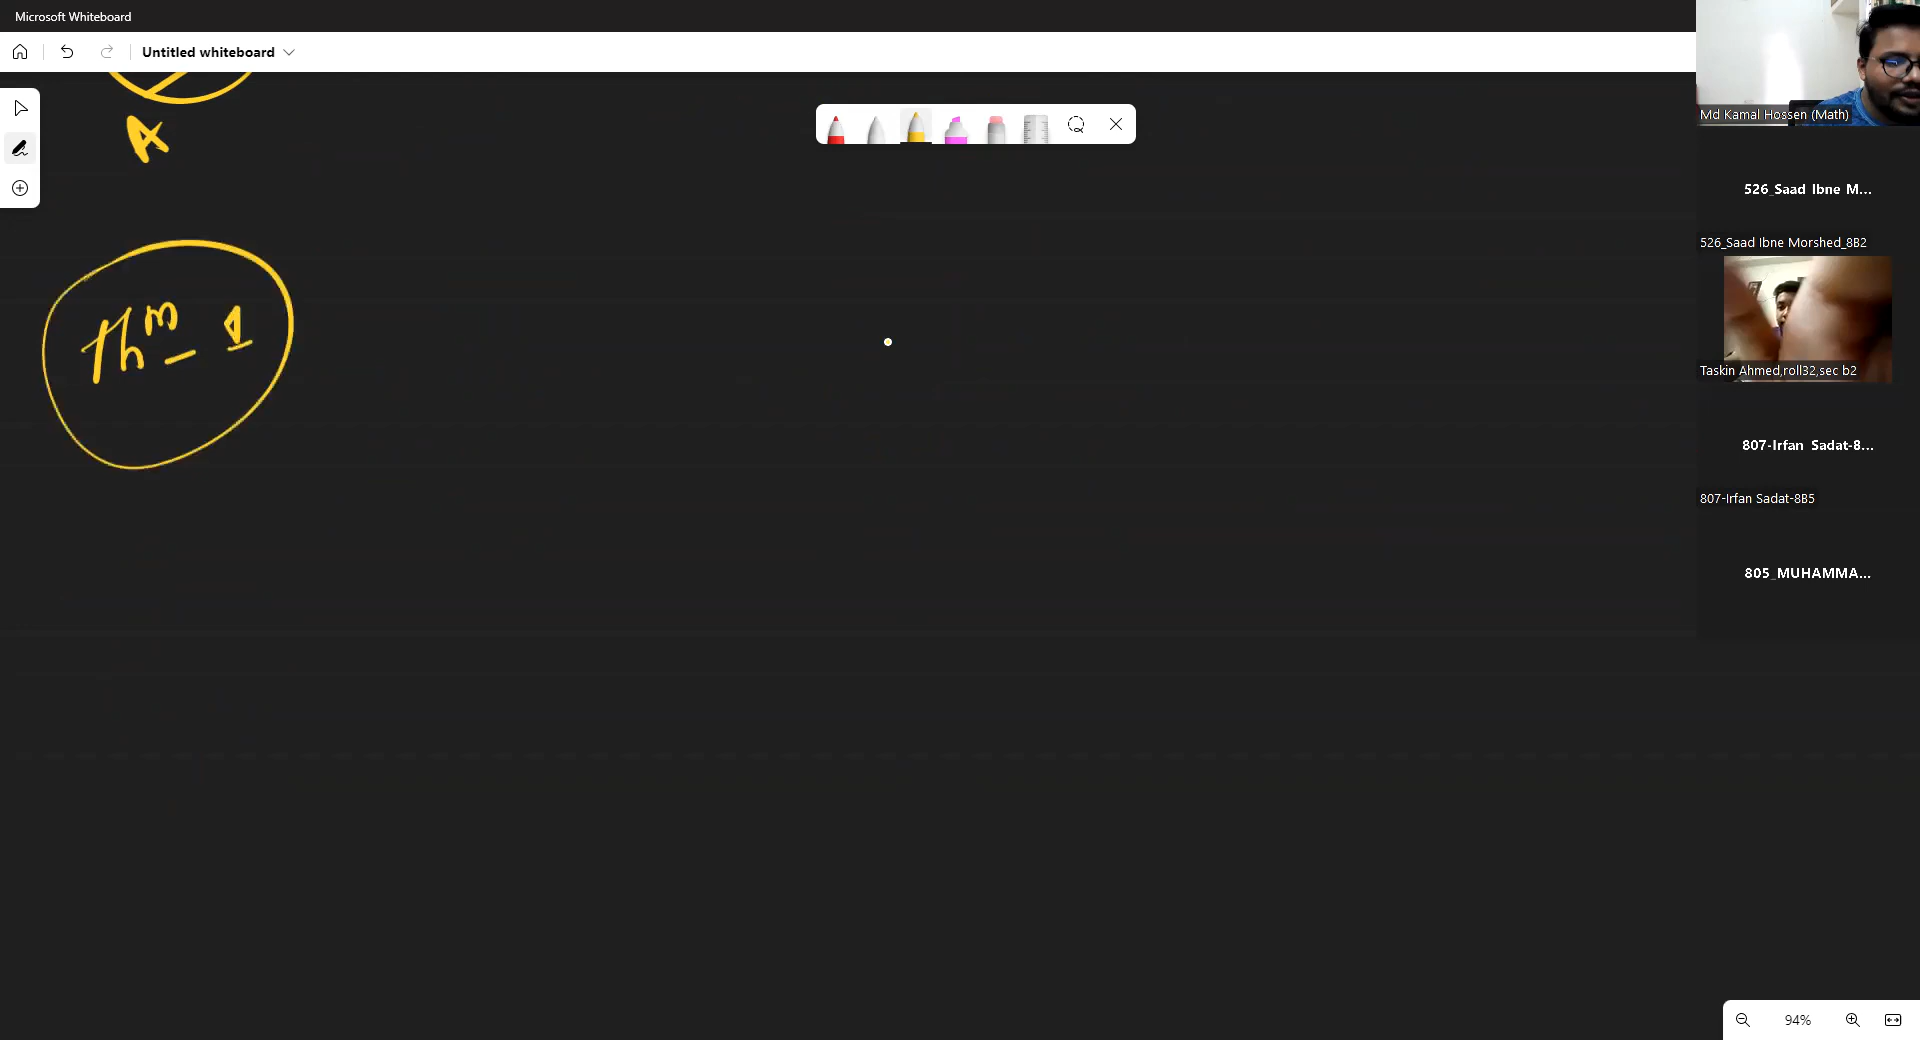 Microsoft Whiteboard
Untitled whiteboard
Md Kamal Hossen (Math)
A
526_Saad Ibne M...
526_Saad Ibne Morshed_8B2
Thm - 1
Taskin Ahmed,roll32,sec b2
807-Irfan Sadat-8...
807-Irfan Sadat-8B5
805_MUHAMMA...
94%